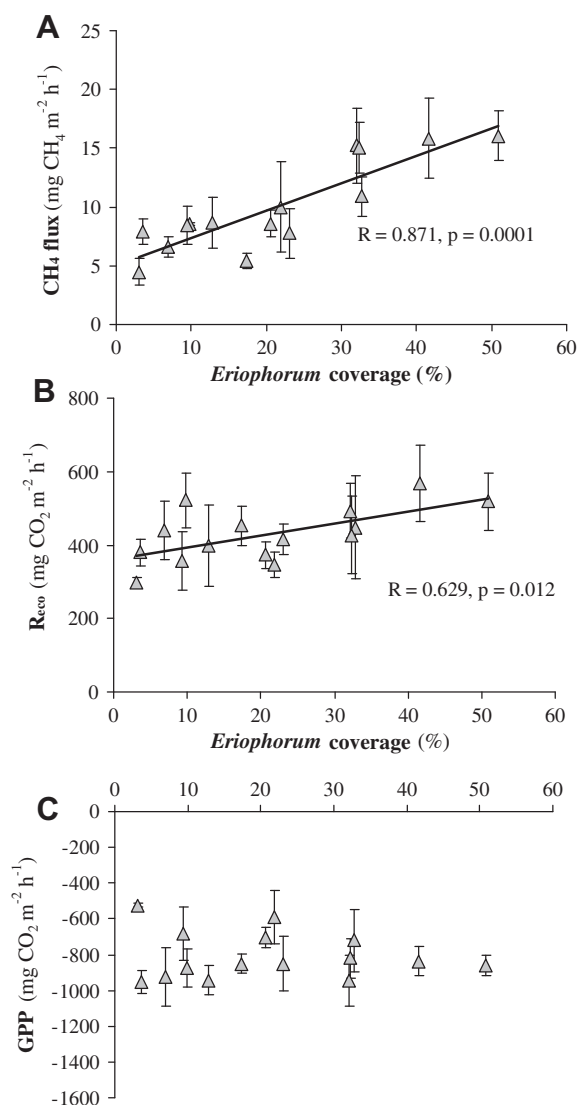 A
25
20
15
10
5
0
CH4 flux (mg CH₄ m⁻² h⁻¹)
R = 0.871, p = 0.0001
0 10 20 30 40 50 60
Eriophorum coverage (%)
B
800
600
400
200
0
Reco (mg CO₂ m⁻² h⁻¹)
R = 0.629, p = 0.012
0 10 20 30 40 50 60
Eriophorum coverage (%)
C
0 10 20 30 40 50 60
0
-200
-400
-600
-800
-1000
-1200
-1400
-1600
GPP (mg CO₂ m⁻² h⁻¹)